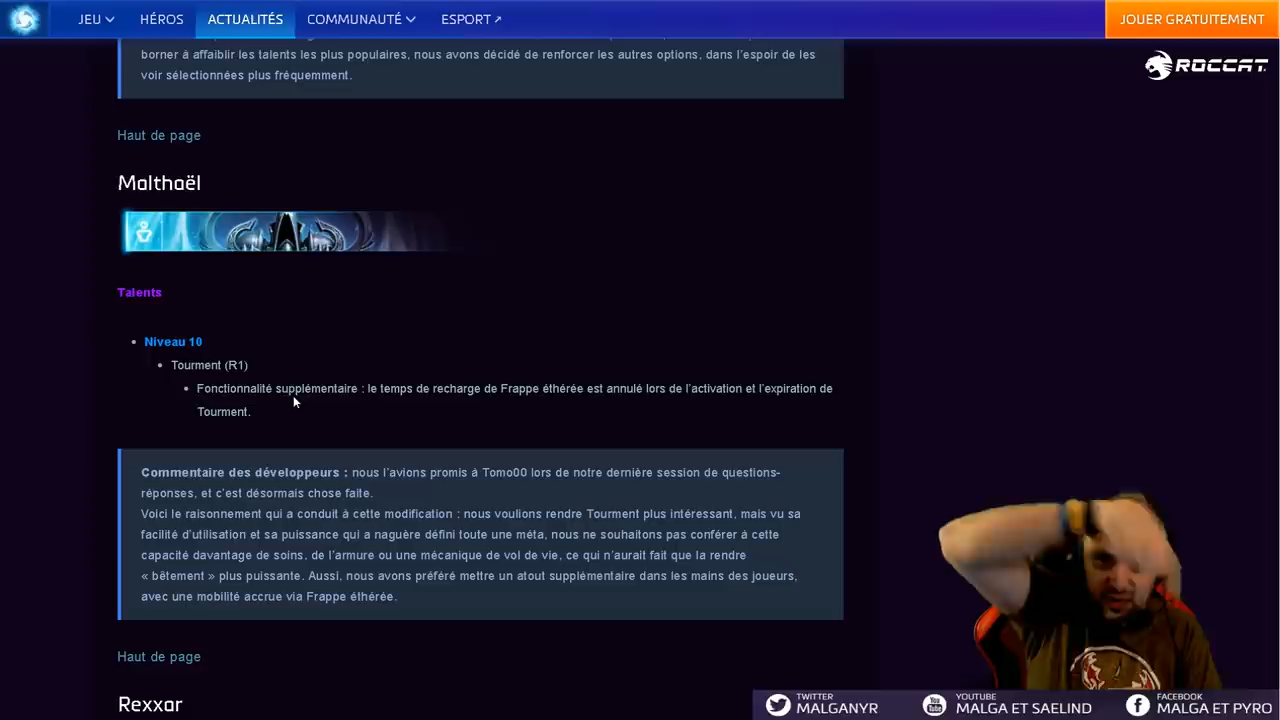 JEU HÉROS ACTUALITÉS COMMUNAUTÉ ESPORT JOUER GRATUITEMENT
borner à affaiblir les talents les plus populaires, nous avons décidé de renforcer les autres options, dans l'espoir de les
voir sélectionnées plus fréquemment.
ROCCAT
Haut de page
Malthaël
Talents
Niveau 10
Tourment (R1)
Fonctionnalité supplémentaire : le temps de recharge de Frappe éthérée est annulé lors de l'activation et l'expiration de
Tourment.
Commentaire des développeurs : nous l'avions promis à Tomo00 lors de notre dernière session de questions-
réponses, et c'est désormais chose faite.
Voici le raisonnement qui a conduit à cette modification : nous voulions rendre Tourment plus intéressant, mais vu sa
facilité d'utilisation et sa puissance qui a naguère défini toute une méta, nous ne souhaitons pas conférer à cette
capacité davantage de soins, de l'armure ou une mécanique de vol de vie, ce qui n'aurait fait que la rendre
« bêtement » plus puissante. Aussi, nous avons préféré mettre un atout supplémentaire dans les mains des joueurs,
avec une mobilité accrue via Frappe éthérée.
Haut de page
Rexxar
TWITTER
MALGANYR
YOUTUBE
MALGA ET SAELIND
FACEBOOK
MALGA ET PYRO